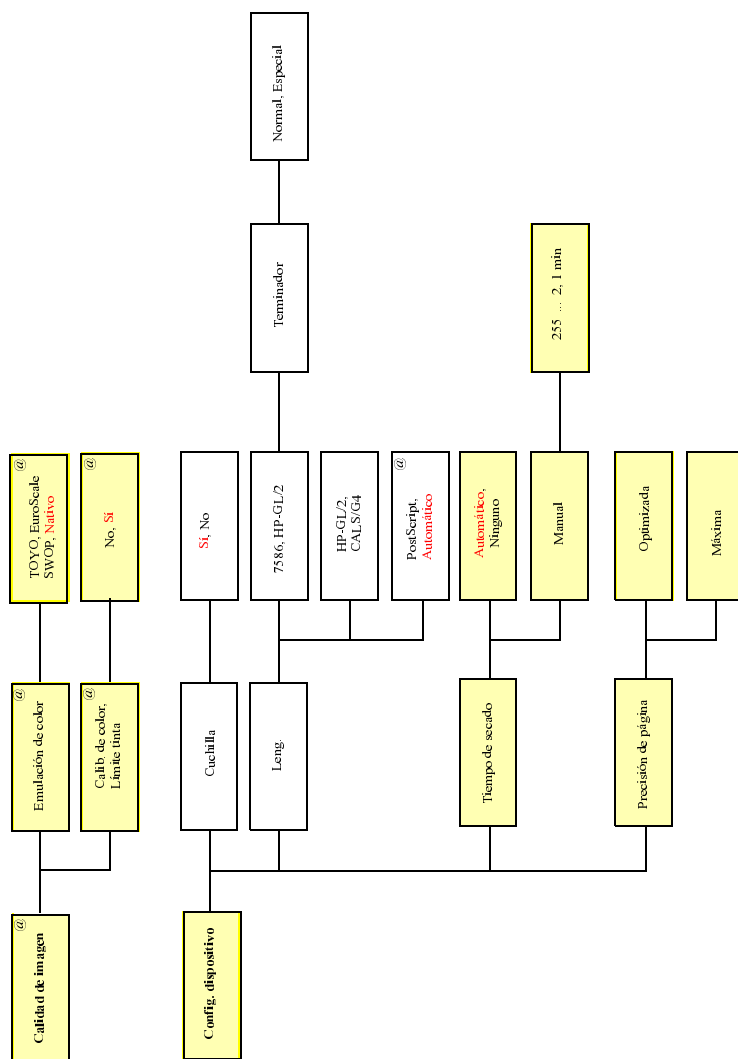 @
Calidad de imagen
@
Emulación de color
@
TOYO, EuroScale
SWOP, Nativo
@
Calib. de color,
Límite tinta
@
No, Sí
Config. dispositivo
Cuchilla
Sí, No
Leng.
7586, HP-GL/2
Terminador
Normal, Especial
HP-GL/2,
CALS/G4
@
PostScript,
Automático
Tiempo de secado
Automático,
Ninguno
Manual
255 ... 2, 1 min
Precisión de página
Optimizada
Máxima